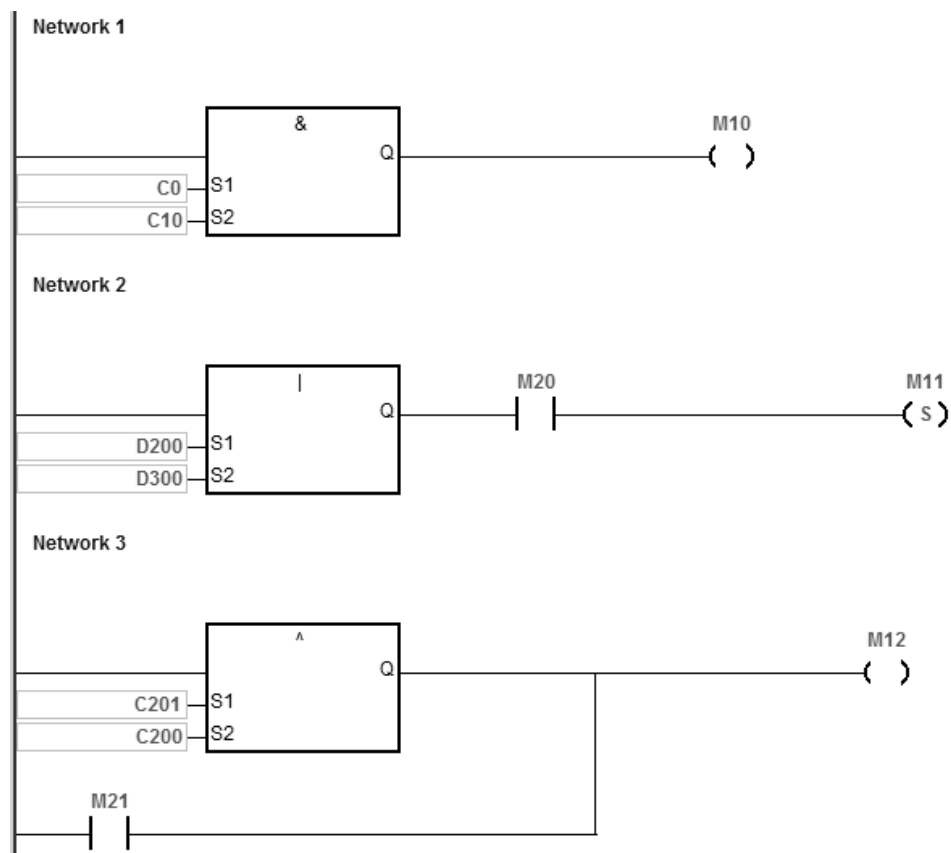 Network 1
&
Q
M10
( )
C0 S1
C10 S2
Network 2
|
Q
M20
M11
( S )
D200 S1
D300 S2
Network 3
^
Q
M12
( )
C201 S1
C200 S2
M21